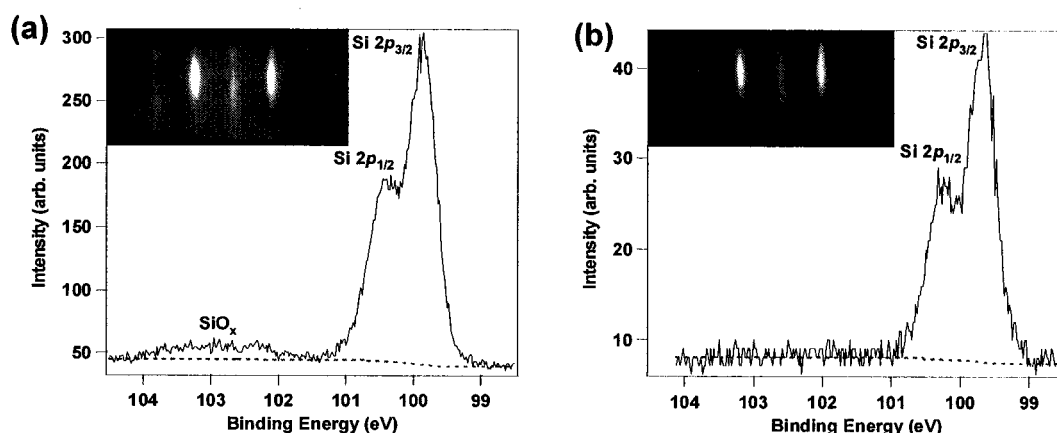 (a)
300
250
200
150
100
50
Intensity (arb. units)
Si 2p3/2
Si 2p1/2
SiOx
104 103 102 101 100 99
Binding Energy (eV)
(b)
40
30
20
10
Intensity (arb. units)
Si 2p3/2
Si 2p1/2
104 103 102 101 100 99
Binding Energy (eV)